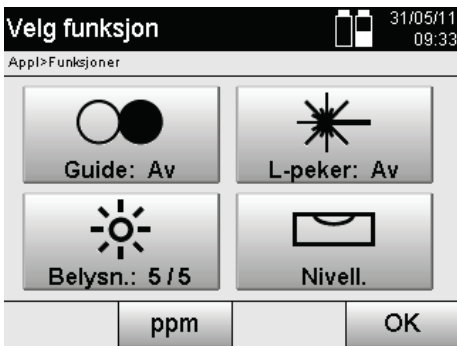 Velg funksjon
31/05/11
09:33
Appl>Funksjoner
Guide: Av
L-peker: Av
Belysn.: 5/5
Nivell.
ppm
OK